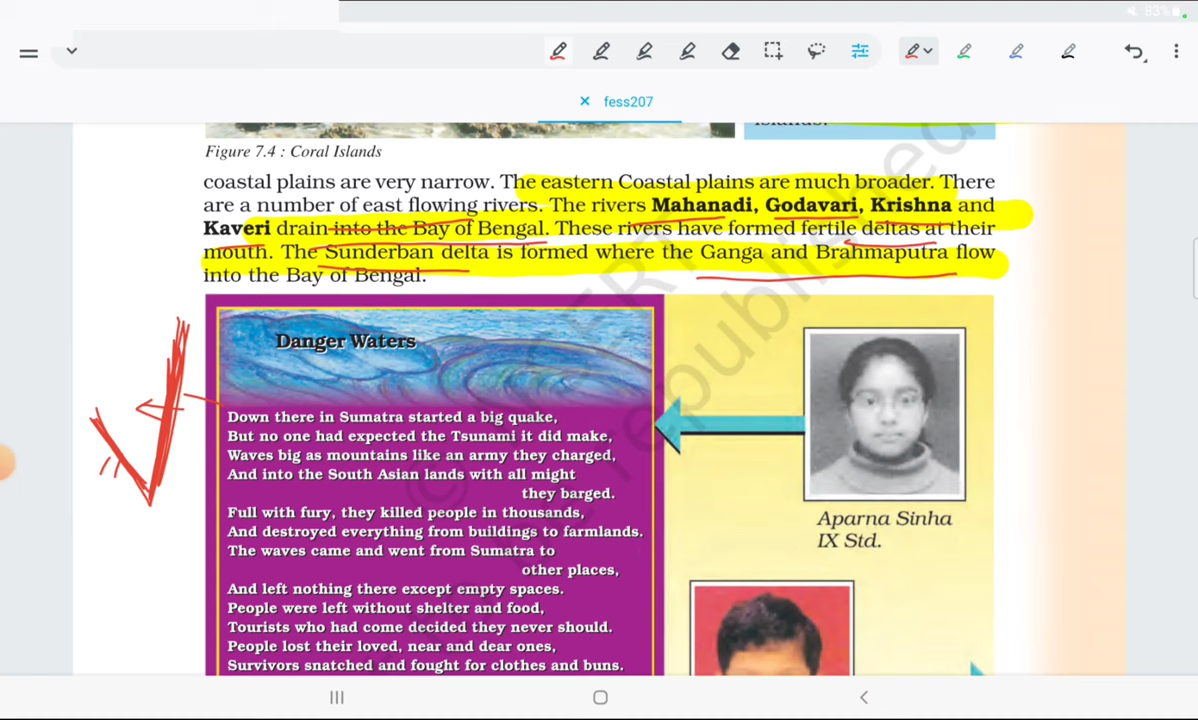 83%
fess207
Islands.
Figure 7.4 : Coral Islands
coastal plains are very narrow. The eastern Coastal plains are much broader. There
are a number of east flowing rivers. The rivers Mahanadi, Godavari, Krishna and
Kaveri drain into the Bay of Bengal. These rivers have formed fertile deltas at their
mouth. The Sunderban delta is formed where the Ganga and Brahmaputra flow
into the Bay of Bengal.
Danger Waters
Down there in Sumatra started a big quake,
But no one had expected the Tsunami it did make,
Waves big as mountains like an army they charged,
And into the South Asian lands with all might
they barged.
Full with fury, they killed people in thousands,
And destroyed everything from buildings to farmlands.
The waves came and went from Sumatra to
other places,
And left nothing there except empty spaces.
People were left without shelter and food,
Tourists who had come decided they never should.
People lost their loved, near and dear ones,
Survivors snatched and fought for clothes and buns.
Aparna Sinha
IX Std.